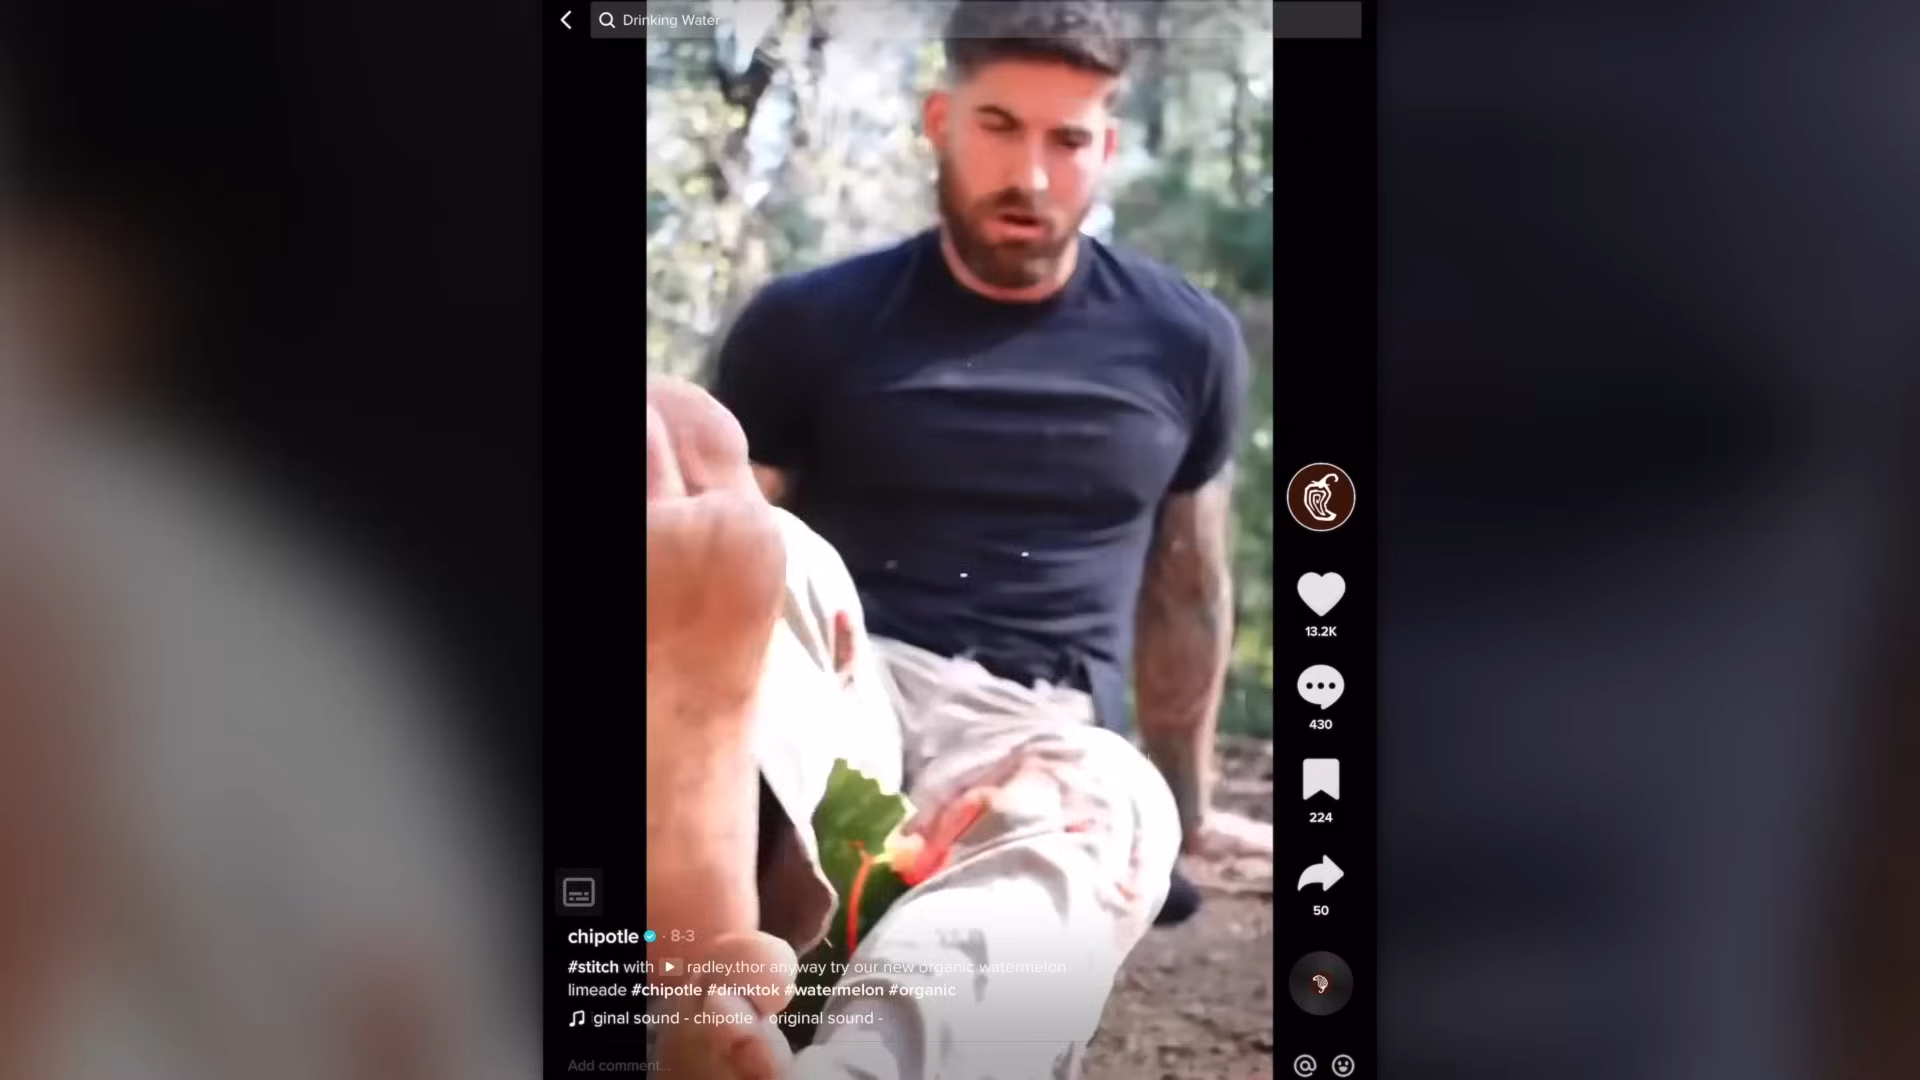 Drinking Water
13.2K
430
224
50
chipotle · 8-3
#stitch with radley.thor anyway try our new organic watermelon
limeade #chipotle #drinktok #watermelon #organic
ginal sound - chipotle original sound -
Add comment...